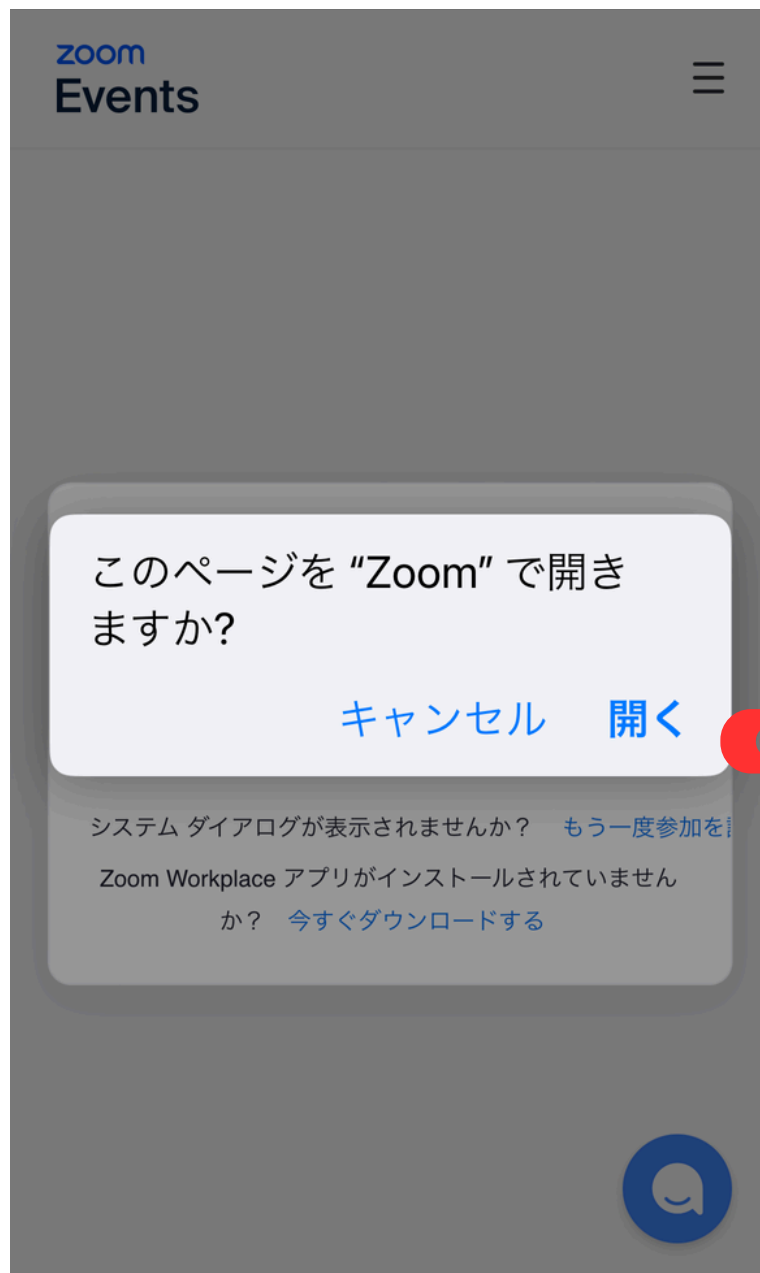 zoom
Events
このページを “Zoom” で開き
ますか?
キャンセル 開く
システム ダイアログが表示されませんか？ もう一度参加を
Zoom Workplace アプリがインストールされていません
か？ 今すぐダウンロードする